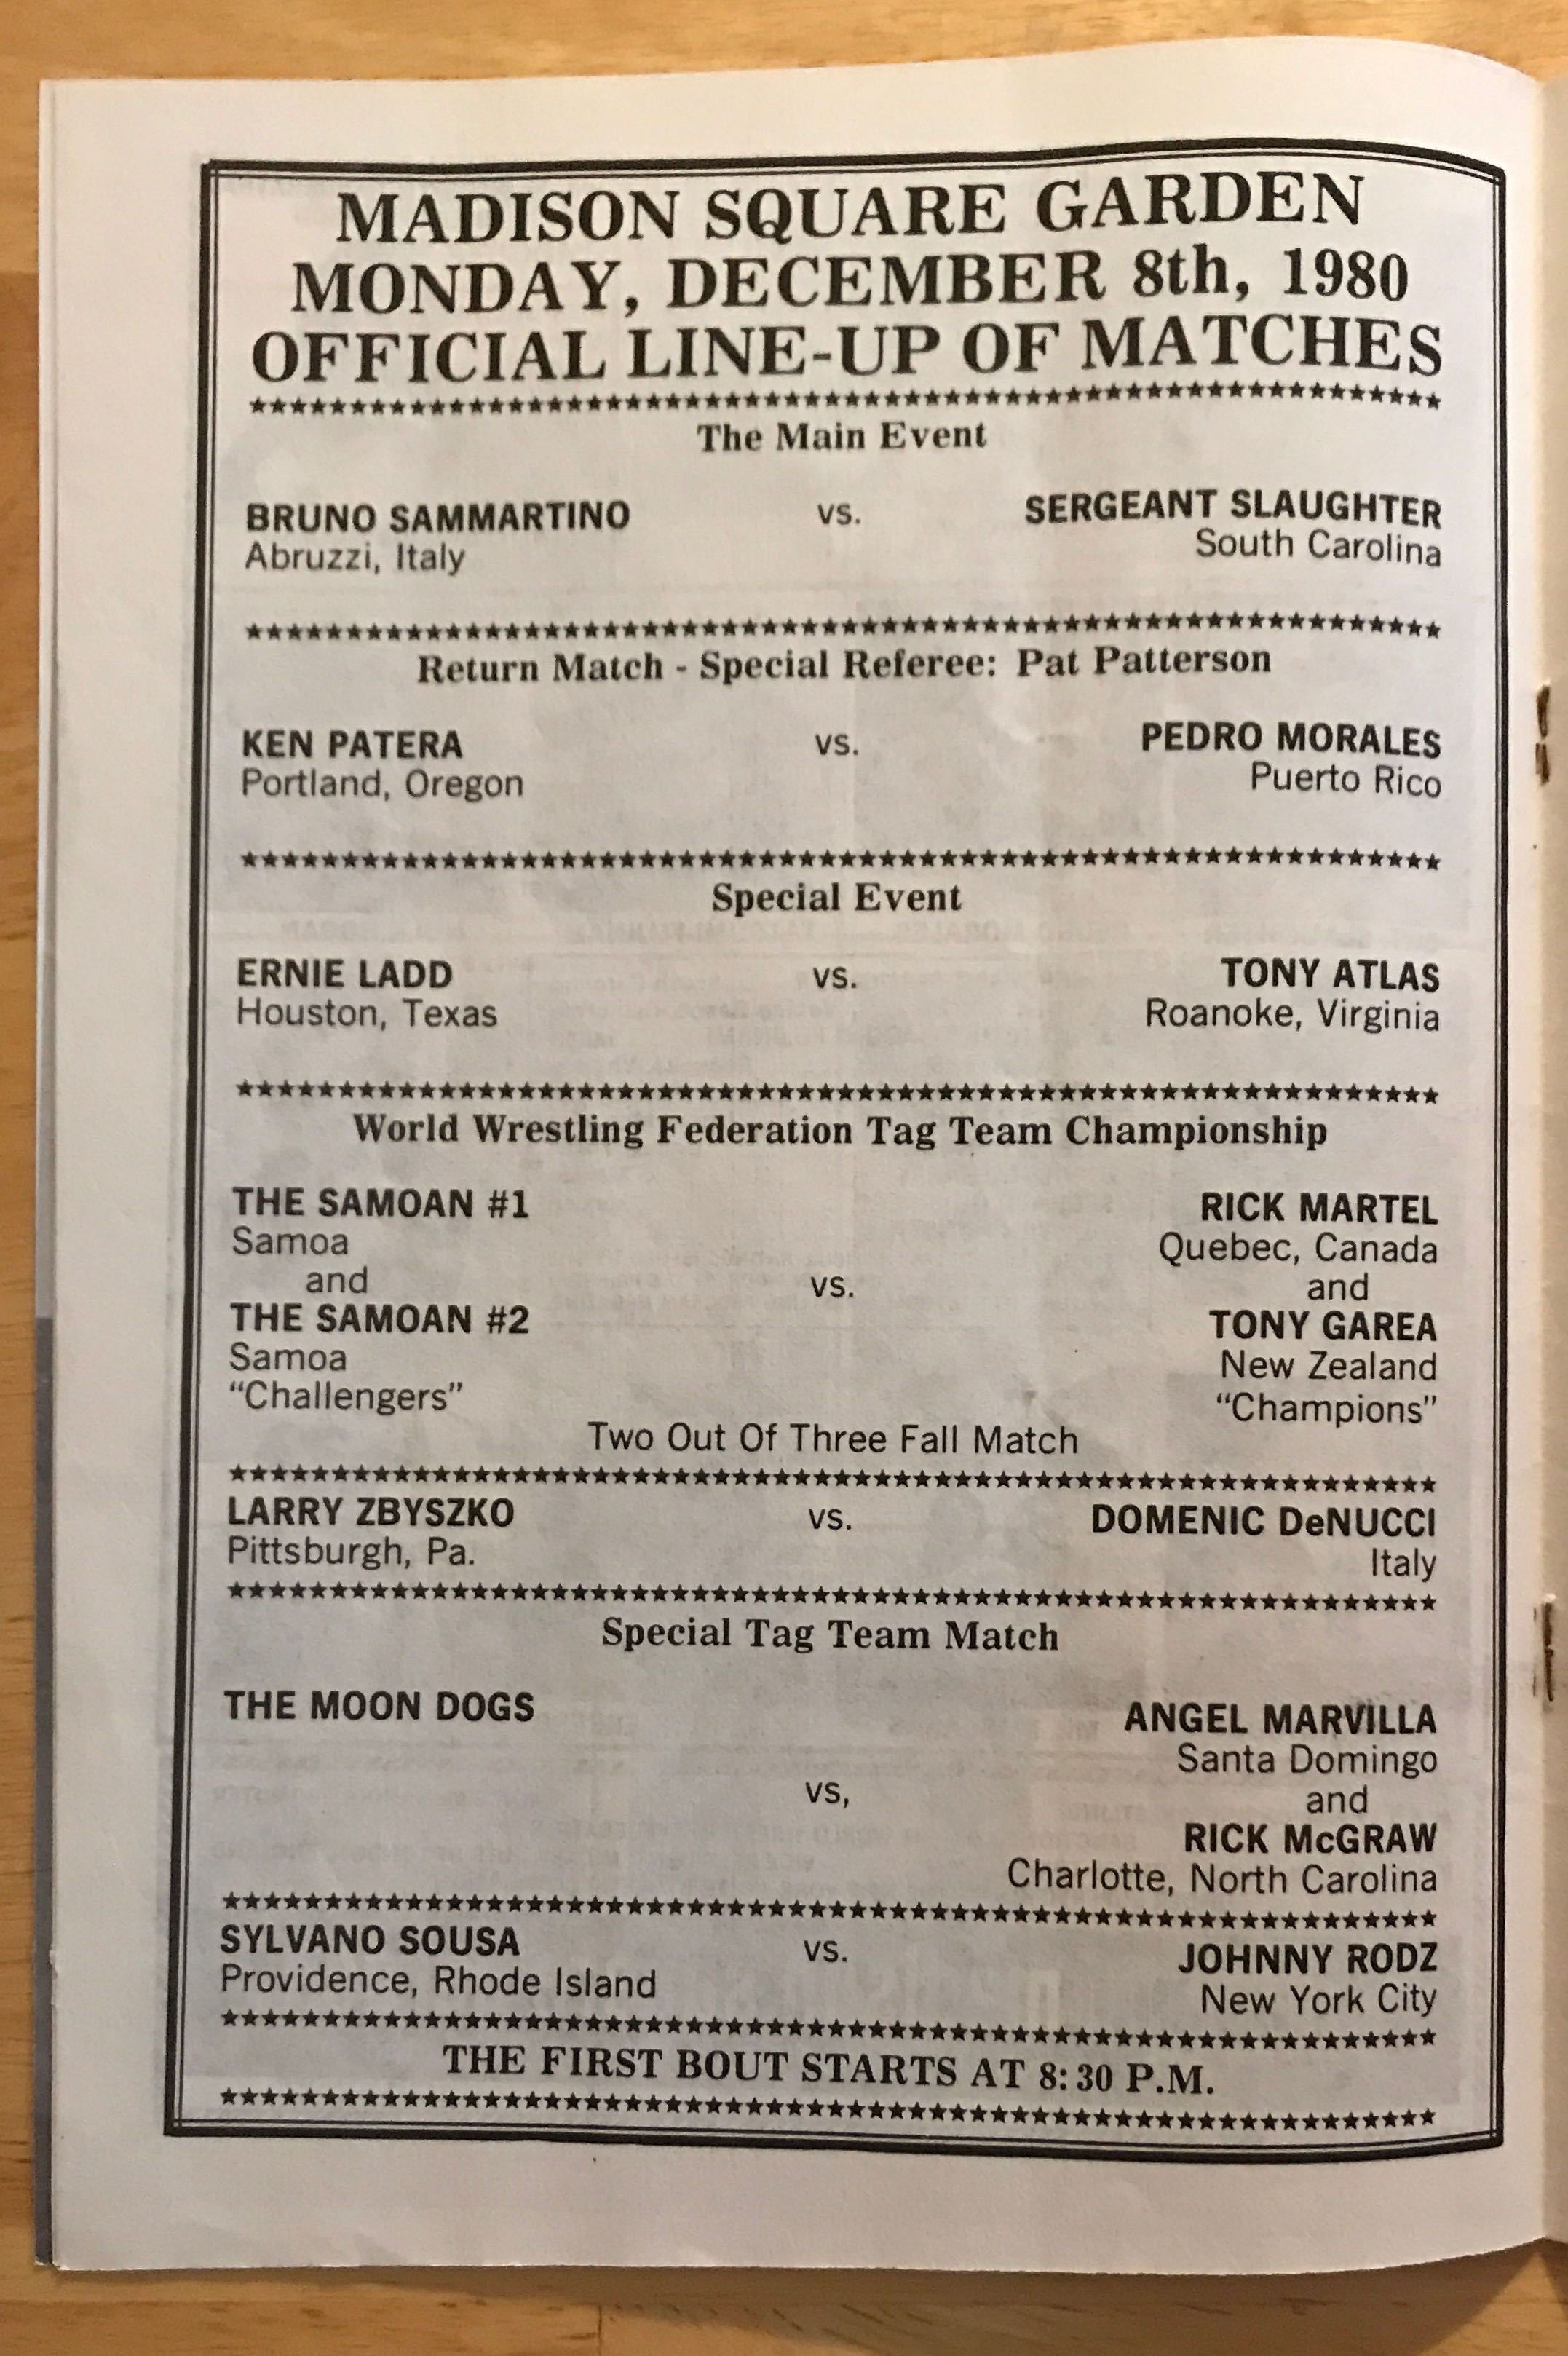 MADISON SQUARE GARDEN
MONDAY, DECEMBER 8th, 1980
OFFICIAL LINE-UP OF MATCHES
The Main Event
BRUNO SAMMARTINO vs. SERGEANT SLAUGHTER
Abruzzi, Italy South Carolina
Return Match - Special Referee: Pat Patterson
KEN PATERA vs. PEDRO MORALES
Portland, Oregon Puerto Rico
Special Event
ERNIE LADD vs. TONY ATLAS
Houston, Texas Roanoke, Virginia
World Wrestling Federation Tag Team Championship
THE SAMOAN #1 RICK MARTEL
Samoa Quebec, Canada
and vs. and
THE SAMOAN #2 TONY GAREA
Samoa New Zealand
"Challengers" "Champions"
Two Out Of Three Fall Match
LARRY ZBYSZKO vs. DOMENIC DeNUCCI
Pittsburgh, Pa. Italy
Special Tag Team Match
THE MOON DOGS ANGEL MARVILLA
Santa Domingo
vs, and
RICK McGRAW
Charlotte, North Carolina
SYLVANO SOUSA vs. JOHNNY RODZ
Providence, Rhode Island New York City
THE FIRST BOUT STARTS AT 8:30 P.M.